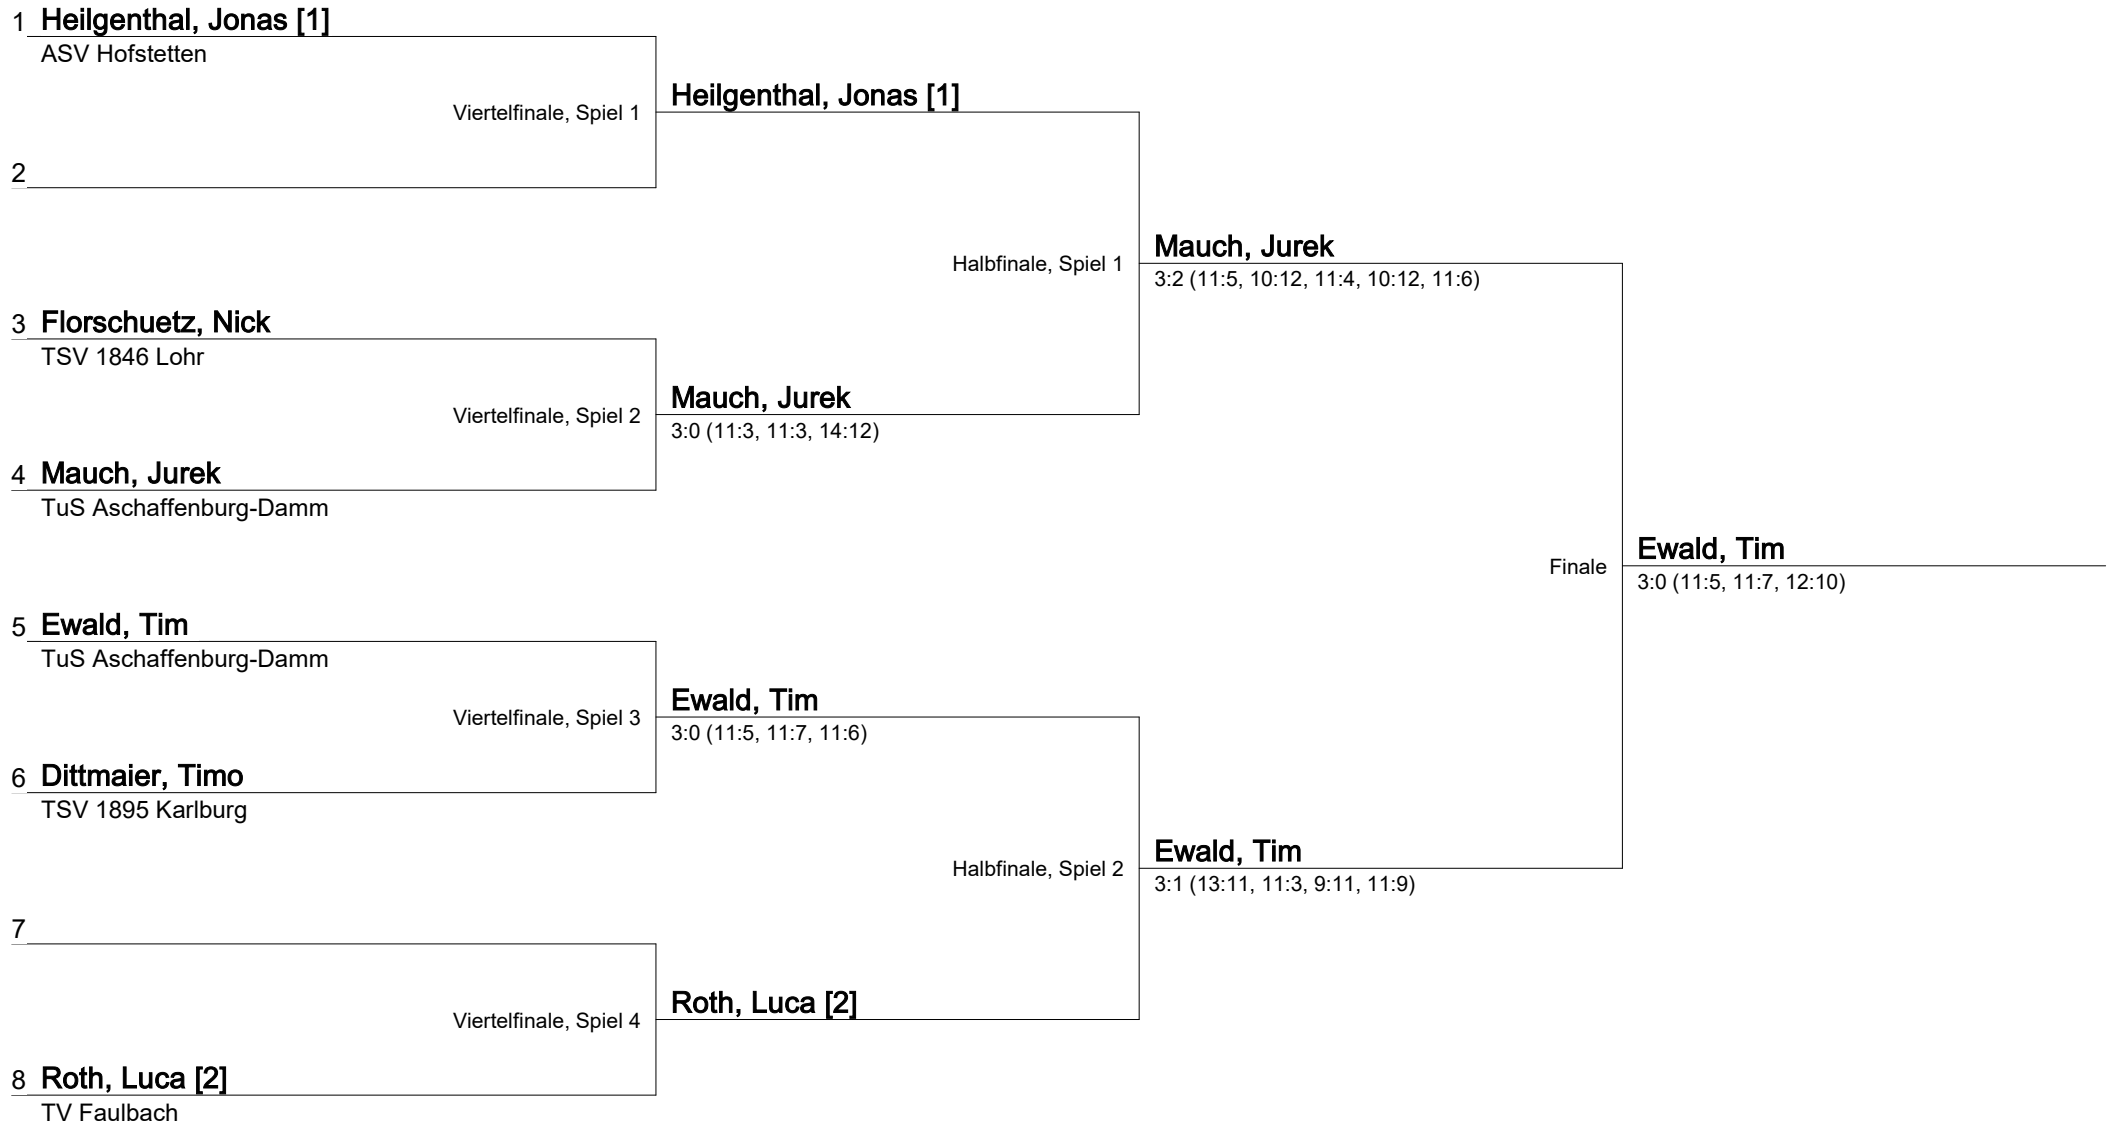 1 Heilgenthal, Jonas [1]
ASV Hofstetten
Viertelfinale, Spiel 1
Heilgenthal, Jonas [1]
2
Halbfinale, Spiel 1
Mauch, Jurek
3:2 (11:5, 10:12, 11:4, 10:12, 11:6)
3 Florschuetz, Nick
TSV 1846 Lohr
Viertelfinale, Spiel 2
Mauch, Jurek
3:0 (11:3, 11:3, 14:12)
4 Mauch, Jurek
TuS Aschaffenburg-Damm
Finale
Ewald, Tim
3:0 (11:5, 11:7, 12:10)
5 Ewald, Tim
TuS Aschaffenburg-Damm
Viertelfinale, Spiel 3
Ewald, Tim
3:0 (11:5, 11:7, 11:6)
6 Dittmaier, Timo
TSV 1895 Karlburg
Halbfinale, Spiel 2
Ewald, Tim
3:1 (13:11, 11:3, 9:11, 11:9)
7
Viertelfinale, Spiel 4
Roth, Luca [2]
8 Roth, Luca [2]
TV Faulbach